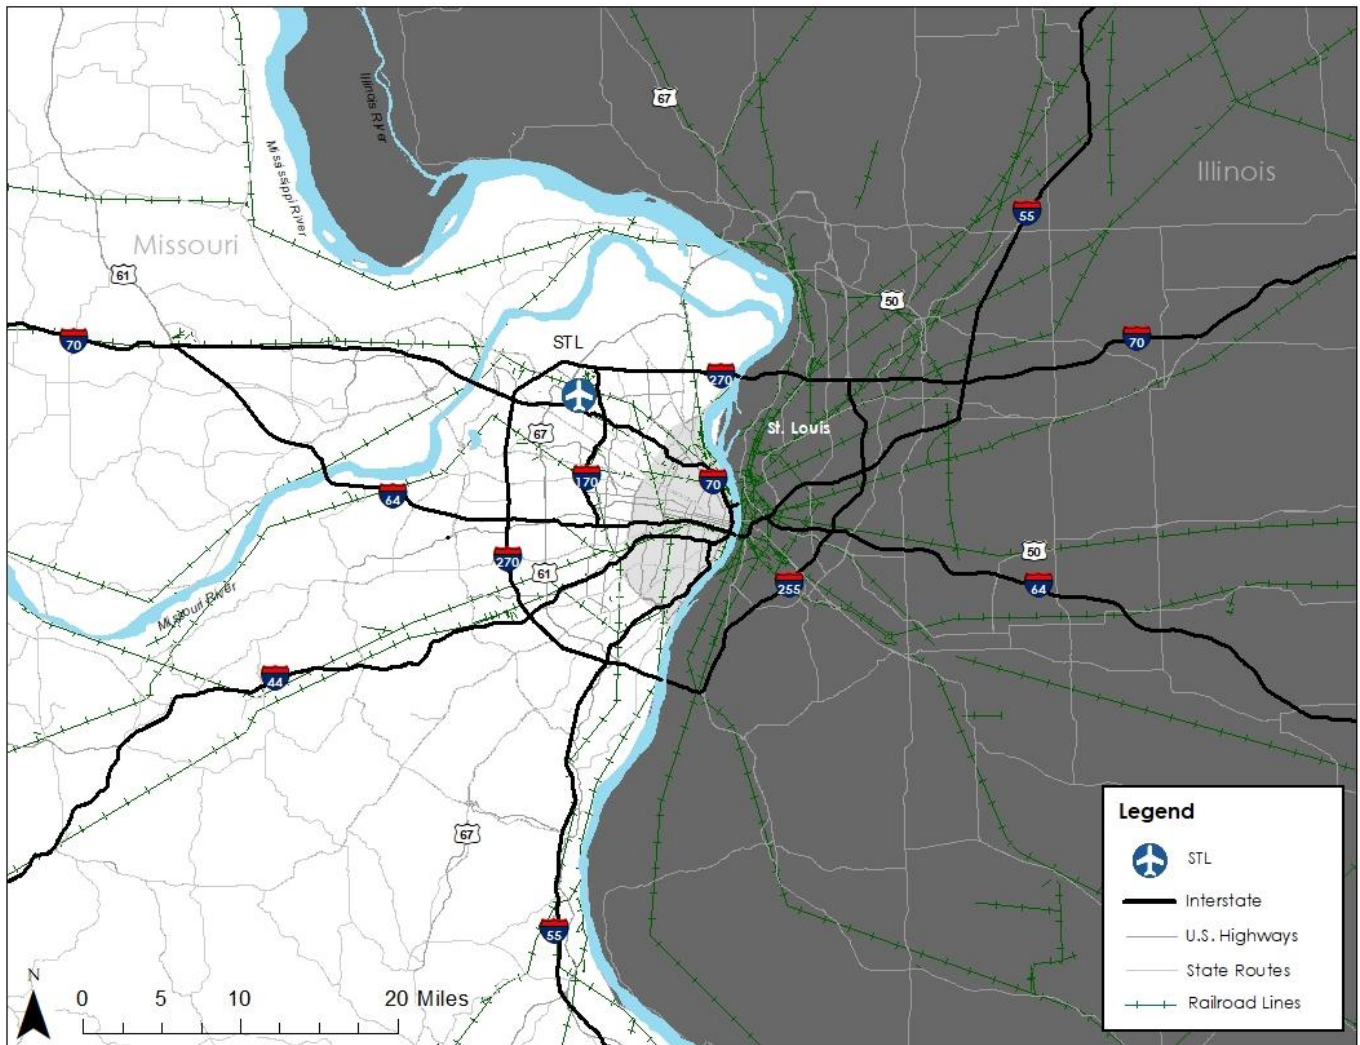 67
Illinois River
Illinois
Mississippi River
55
Missouri
61
50
70
STL
70
270
St. Louis
67
170
70
64
50
270
61
255
64
Missouri River
44
67
55
Legend
STL
Interstate
U.S. Highways
State Routes
Railroad Lines
N
0 5 10 20 Miles